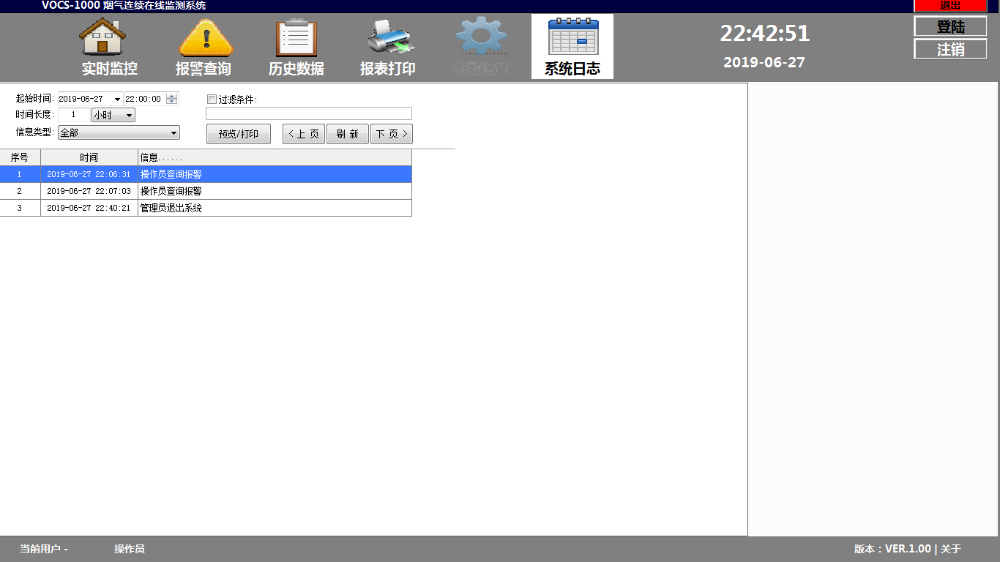 VOCS-1000 烟气连续在线监测系统
退出
实时监控 报警查询 历史数据 报表打印 系统日志
22:42:51
2019-06-27
登陆
注销
起始时间: 2019-06-27 22:00:00 过滤条件:
时间长度: 1 小时
信息类型: 全部 预览/打印 <上 页 刷 新 下 页>
序号 时间 信息......
1 2019-06-27 22:06:31 操作员查询报警
2 2019-06-27 22:07:03 操作员查询报警
3 2019-06-27 22:40:21 管理员退出系统
当前用户 - 操作员 版本：VER.1.00 | 关于